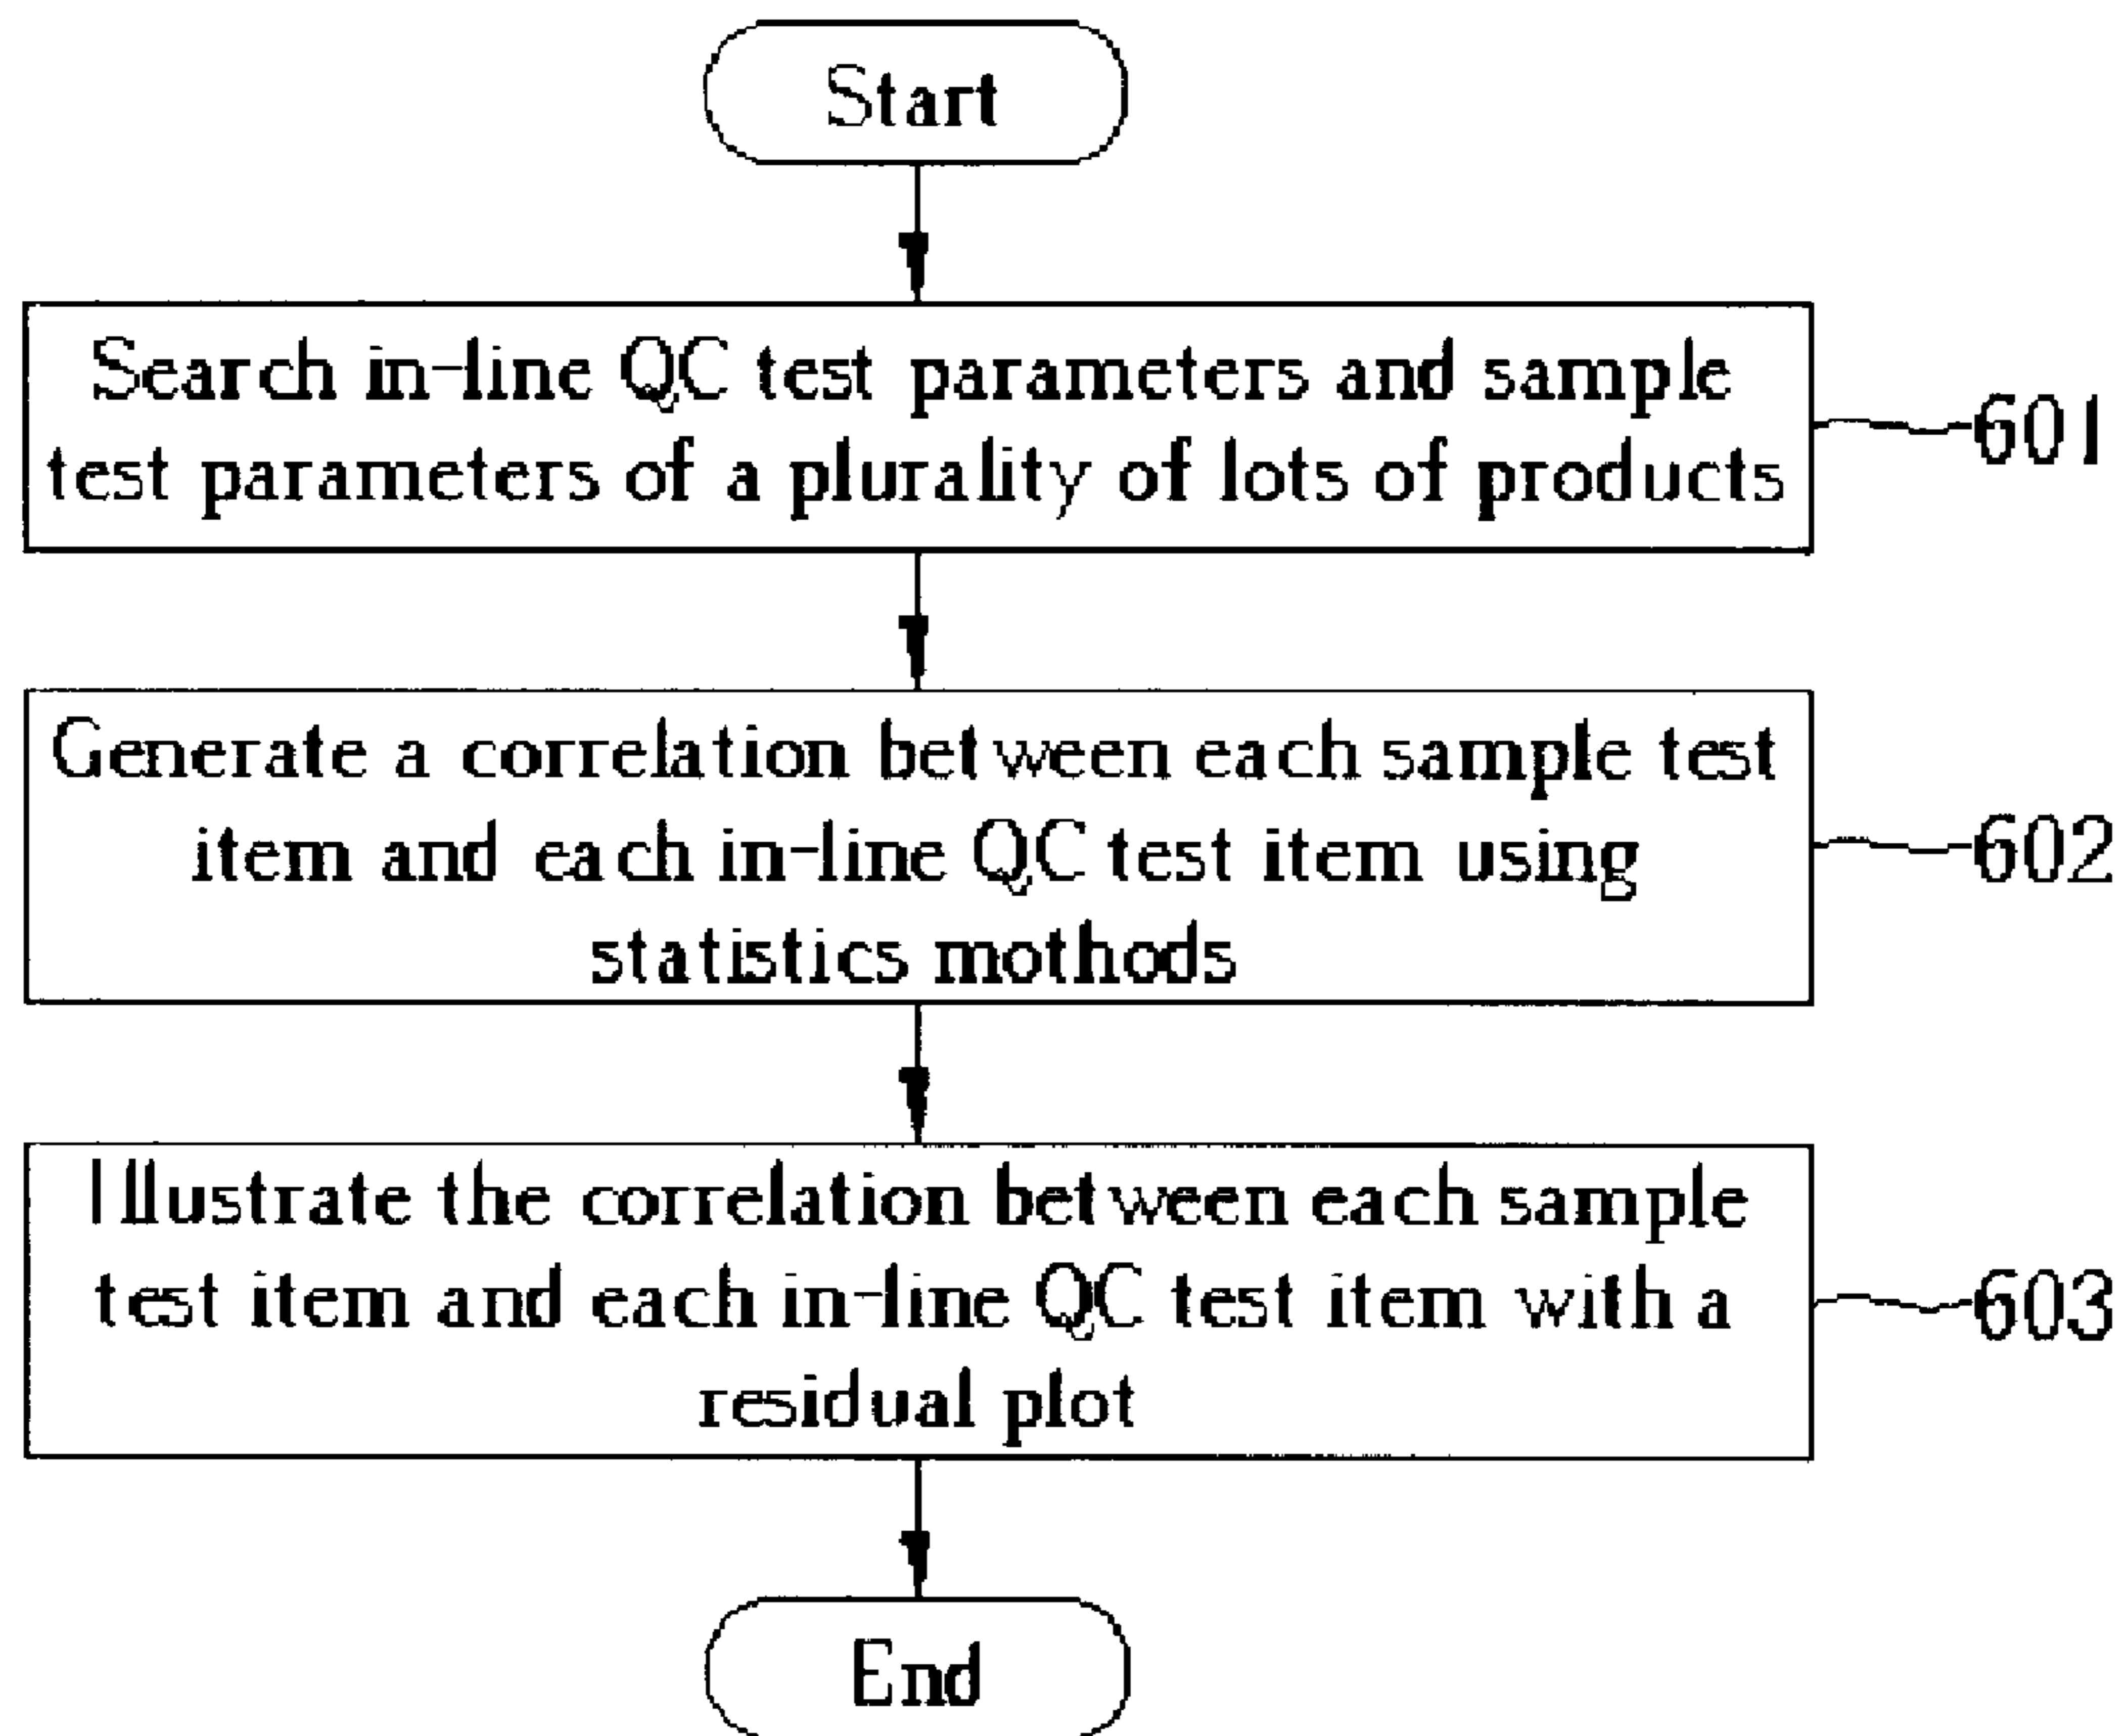 Start
Search in-line QC test parameters and sample
test parameters of a plurality of lots of products
601
Generate a correlation between each sample test
item and each in-line QC test item using
statistics mothods
602
Illustrate the correlation between each sample
test item and each in-line QC test item with a
residual plot
603
End